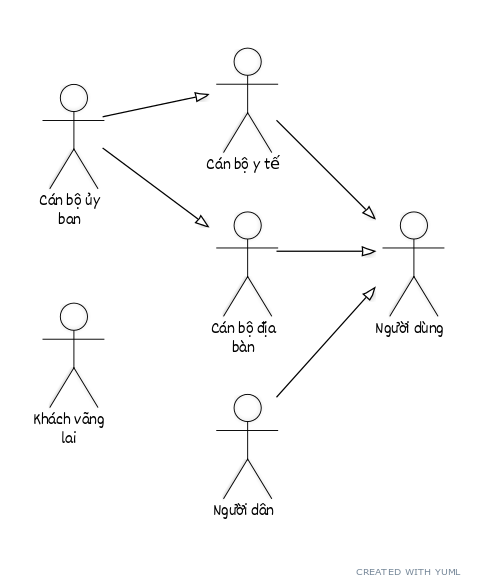 Cán bộ y tế
Cán bộ ủy
ban
Cán bộ địa
bàn
Người dùng
Khách vãng
lai
Người dân
CREATED WITH YUML